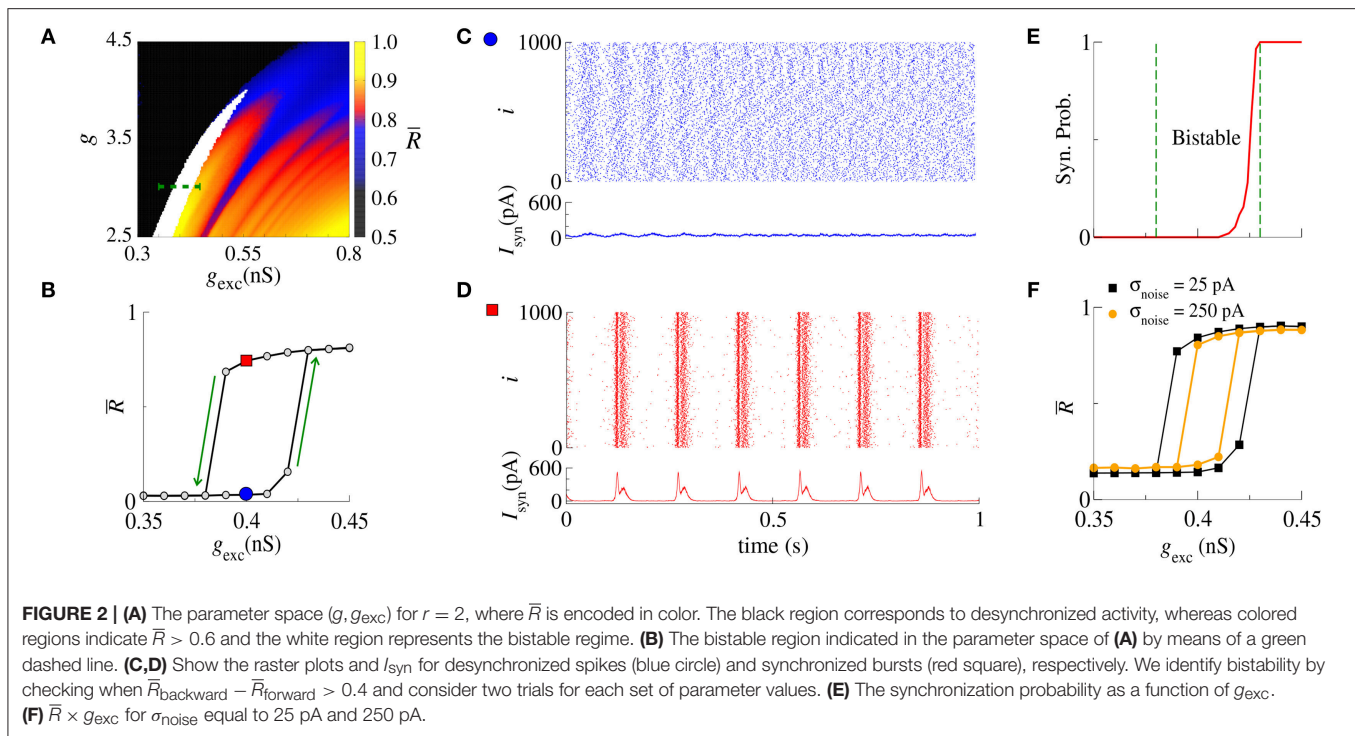 A
4.5
3.5
2.5
g
0.3
0.55
0.8
g_exc(nS)
1.0
0.9
0.8
0.7
0.6
0.5
R̅
B
1
0
R̅
0.35
0.4
0.45
g_exc(nS)
C
1000
i
0
600
0
I_syn(pA)
D
1000
i
0
600
0
I_syn(pA)
0
0.5
1
time (s)
E
1
0
Syn. Prob.
Bistable
F
σ_noise = 25 pA
σ_noise = 250 pA
1
0
R̅
0.35
0.4
0.45
g_exc (nS)
FIGURE 2 | (A) The parameter space (g, g_exc) for r = 2, where R̅ is encoded in color. The black region corresponds to desynchronized activity, whereas colored
regions indicate R̅ > 0.6 and the white region represents the bistable regime. (B) The bistable region indicated in the parameter space of (A) by means of a green
dashed line. (C,D) Show the raster plots and I_syn for desynchronized spikes (blue circle) and synchronized bursts (red square), respectively. We identify bistability by
checking when R̅_backward − R̅_forward > 0.4 and consider two trials for each set of parameter values. (E) The synchronization probability as a function of g_exc.
(F) R̅ × g_exc for σ_noise equal to 25 pA and 250 pA.